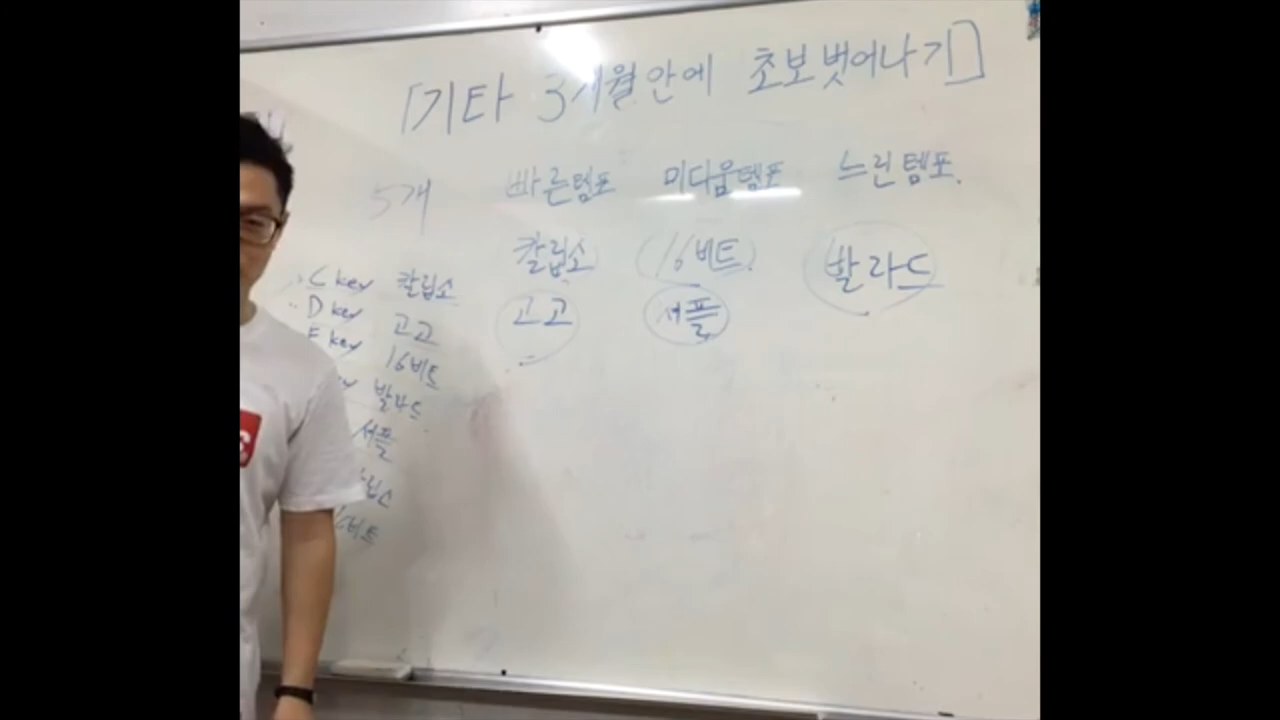 [기타 3개월안에 초보벗어나기]
5개 빠른템포 미디움템포 느린템포.
칼립소 (16비트) 발라드
고고 셔플
C key 칼립소
D key 고고
E key 16비트
발라드
셔플
립소
16비트